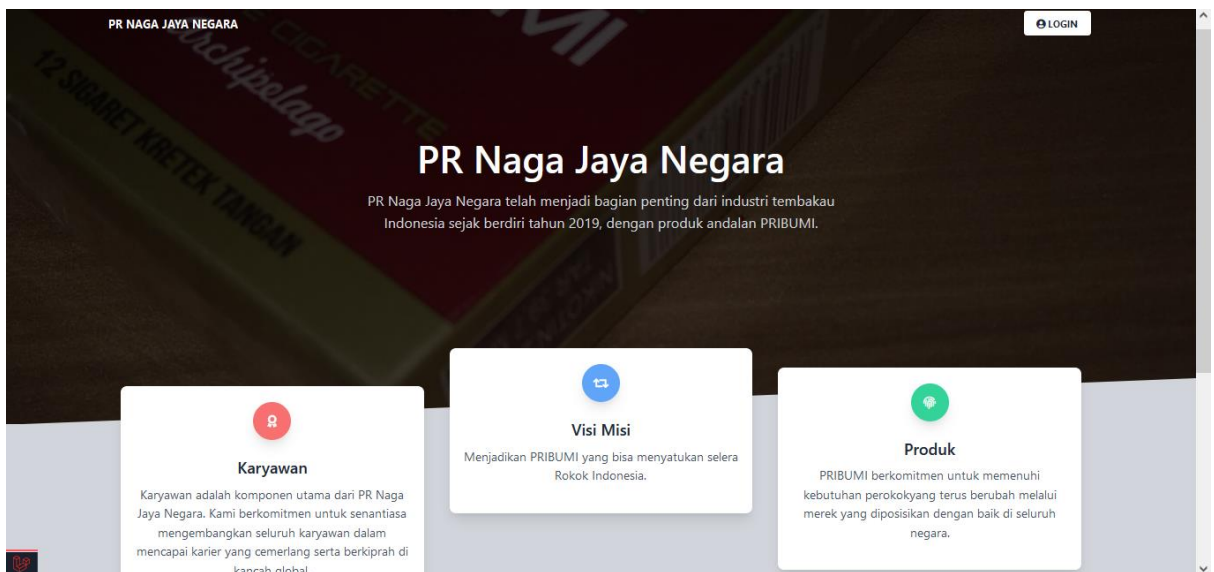 PR NAGA JAYA NEGARA
LOGIN
CIGARETTE
Archipelago
12 SIGARET KRETEK TANGAN
PR Naga Jaya Negara
PR Naga Jaya Negara telah menjadi bagian penting dari industri tembakau
Indonesia sejak berdiri tahun 2019, dengan produk andalan PRIBUMI.
Karyawan
Karyawan adalah komponen utama dari PR Naga
Jaya Negara. Kami berkomitmen untuk senantiasa
mengembangkan seluruh karyawan dalam
mencapai karier yang cemerlang serta berkiprah di
kancah global.
Visi Misi
Menjadikan PRIBUMI yang bisa menyatukan selera
Rokok Indonesia.
Produk
PRIBUMI berkomitmen untuk memenuhi
kebutuhan perokokyang terus berubah melalui
merek yang diposisikan dengan baik di seluruh
negara.